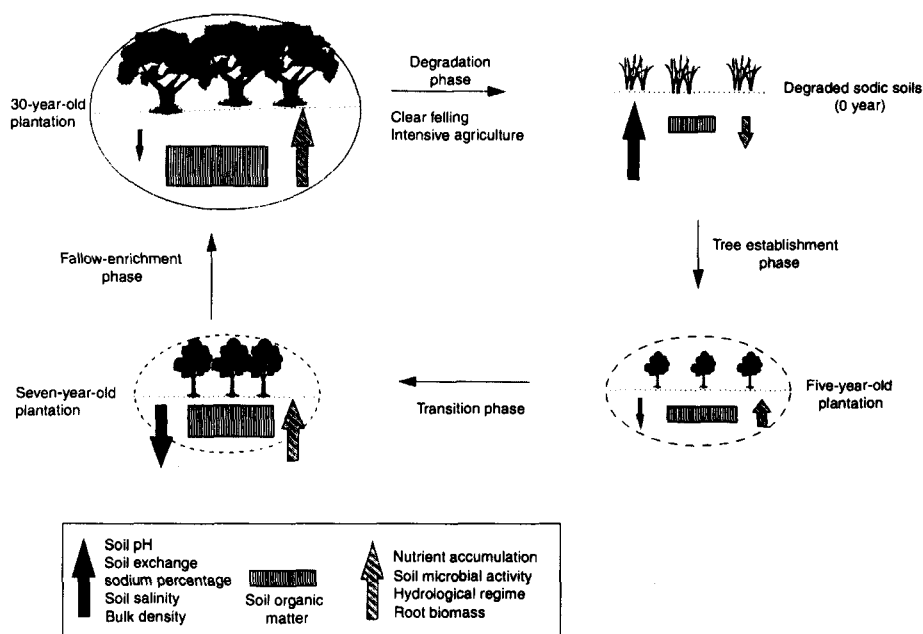 30-year-old
plantation
Degradation
phase
Clear felling
Intensive agriculture
Degraded sodic soils
(0 year)
Fallow-enrichment
phase
Tree establishment
phase
Seven-year-old
plantation
Transition phase
Five-year-old
plantation
Soil pH
Soil exchange
sodium percentage
Soil salinity
Bulk density
Soil organic
matter
Nutrient accumulation
Soil microbial activity
Hydrological regime
Root biomass